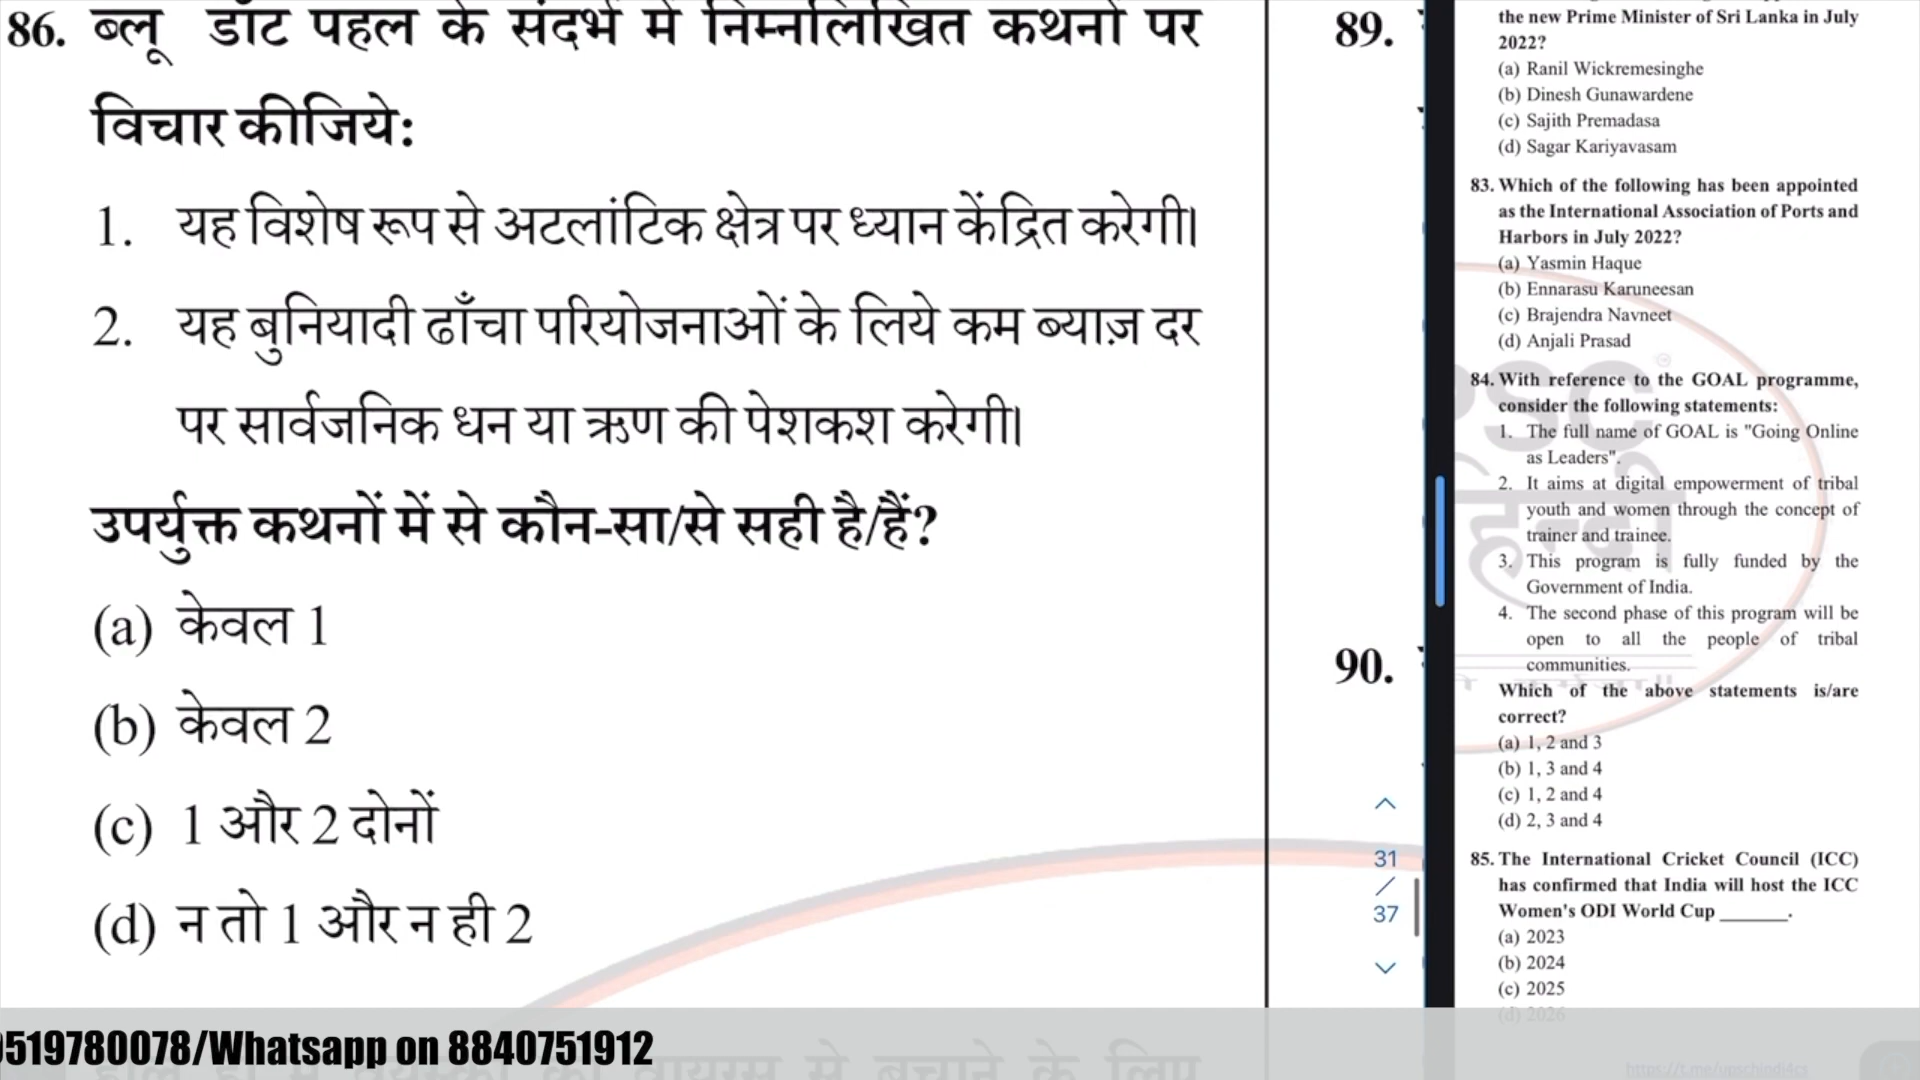 86. ब्लू डॉट पहल के संदर्भ में निम्नलिखित कथनों पर
विचार कीजिये:
1. यह विशेष रूप से अटलांटिक क्षेत्र पर ध्यान केंद्रित करेगी।
2. यह बुनियादी ढाँचा परियोजनाओं के लिये कम ब्याज़ दर
पर सार्वजनिक धन या ऋण की पेशकश करेगी।
उपर्युक्त कथनों में से कौन-सा/से सही है/हैं?
(a) केवल 1
(b) केवल 2
(c) 1 और 2 दोनों
(d) न तो 1 और न ही 2
89.
90.
31
/
37
the new Prime Minister of Sri Lanka in July
2022?
(a) Ranil Wickremesinghe
(b) Dinesh Gunawardene
(c) Sajith Premadasa
(d) Sagar Kariyavasam
83. Which of the following has been appointed
as the International Association of Ports and
Harbors in July 2022?
(a) Yasmin Haque
(b) Ennarasu Karuneesan
(c) Brajendra Navneet
(d) Anjali Prasad
84. With reference to the GOAL programme,
consider the following statements:
1. The full name of GOAL is "Going Online
as Leaders".
2. It aims at digital empowerment of tribal
youth and women through the concept of
trainer and trainee.
3. This program is fully funded by the
Government of India.
4. The second phase of this program will be
open to all the people of tribal
communities.
Which of the above statements is/are
correct?
(a) 1, 2 and 3
(b) 1, 3 and 4
(c) 1, 2 and 4
(d) 2, 3 and 4
85. The International Cricket Council (ICC)
has confirmed that India will host the ICC
Women's ODI World Cup ______.
(a) 2023
(b) 2024
(c) 2025
(d) 2026
हिन्दी
519780078/Whatsapp on 8840751912
वायरस से बचाने के लिए
https://t.me/upschindi4cs